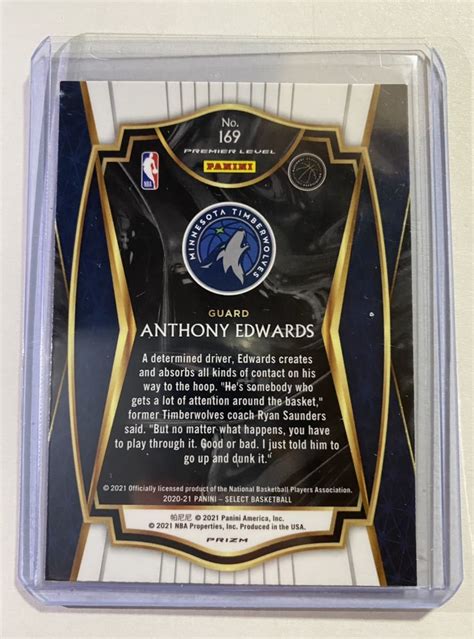 No.
169
PREMIER LEVEL
PANINI
NBA
MINNESOTA TIMBERWOLVES
GUARD
ANTHONY EDWARDS
A determined driver, Edwards creates
and absorbs all kinds of contact on his
way to the hoop. "He's somebody who
gets a lot of attention around the basket,"
former Timberwolves coach Ryan Saunders
said. "But no matter what happens, you have
to play through it. Good or bad. I just told him to
go up and dunk it."
© 2021 Officially licensed product of the National Basketball Players Association.
2020-21 PANINI – SELECT BASKETBALL
帕尼尼 © 2021 Panini America, Inc.
© 2021 NBA Properties, Inc. Produced in the USA.
PRIZM